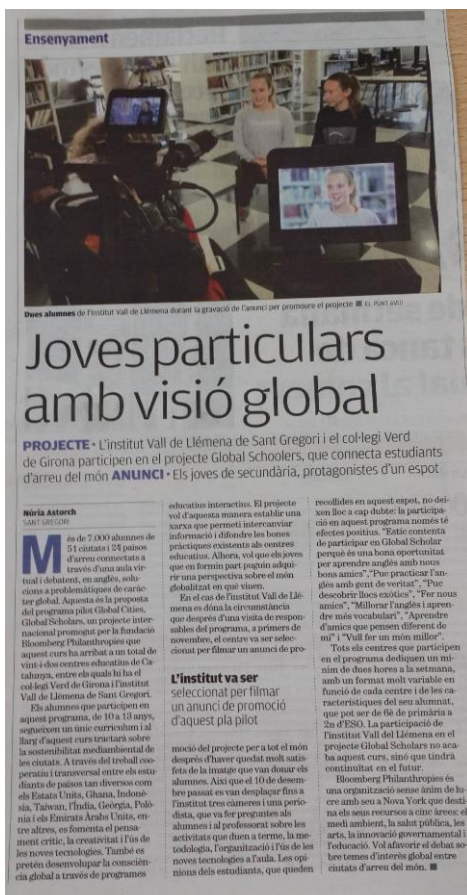 Ensenyament
Dues alumnes de l'institut Vall de Llémena durant la gravació de l'anunci per promoure el projecte ■ EL PUNT AVUI
Joves particulars
amb visió global
PROJECTE · L'institut Vall de Llémena de Sant Gregori i el col·legi Verd
de Girona participen en el projecte Global Schoolers, que connecta estudiants
d'arreu del món ANUNCI · Els joves de secundària, protagonistes d'un espot
Núria Astorch
SANT GREGORI
Més de 7.000 alumnes de
51 ciutats i 24 països
d'arreu connectats a
través d'una aula vir-
tual i debatent, en anglès, solu-
cions a problemàtiques de caràc-
ter global. Aquesta és la proposta
del programa pilot Global Cities,
Global Scholars, un projecte inter-
nacional promogut per la fundació
Bloomberg Philanthropies que
aquest curs ha arribat a un total de
vint-i-dos centres educatius de Ca-
talunya, entre els quals hi ha el
col·legi Verd de Girona i l'institut
Vall de Llémena de Sant Gregori.
Els alumnes que participen en
aquest programa, de 10 a 13 anys,
segueixen un únic currículum i al
llarg d'aquest curs tractarà sobre
la sostenibilitat mediambiental de
les ciutats. A través del treball coo-
peratiu i transversal entre els estu-
diants de països tan diversos com
els Estats Units, Ghana, Indonè-
sia, Taiwan, l'Índia, Geòrgia, Polò-
nia i els Emirats Àrabs Units, en-
tre altres, es fomenta el pensa-
ment crític, la creativitat i l'ús de
les noves tecnologies. També es
pretén desenvolupar la conscièn-
cia global a través de programes
educatius interactius. El projecte
vol d'aquesta manera establir una
xarxa que permeti intercanviar
informació i difondre les bones
pràctiques existents als centres
educatius. Alhora, vol que els joves
que en formin part puguin adqui-
rir una perspectiva sobre el món
globalitzat en què viuen.
En el cas de l'institut Vall de Llé-
mena es dóna la circumstància
que després d'una visita de respon-
sables del programa, a primers de
novembre, el centre va ser selec-
cionat per filmar un anunci de pro-
L'institut va ser
seleccionat per filmar
un anunci de promoció
d'aquest pla pilot
moció del projecte per a tot el món
després d'haver quedat molt satis-
fets de la imatge que van donar els
alumnes. Així que el 10 de desem-
bre passat es van desplaçar fins a
l'institut tres càmeres i una perio-
dista, que va fer preguntes als
alumnes i al professorat sobre les
activitats que duen a terme, la me-
todologia, l'organització i l'ús de les
noves tecnologies a l'aula. Les opi-
nions dels estudiants, que queden
recollides en aquest espot, no dei-
xen lloc a cap dubte: la participa-
ció en aquest programa només té
efectes positius. "Estic content
de participar en Global Scholar
perquè és una bona oportunitat
per aprendre anglès amb nous
amics", "Puc practicar l'an-
glès amb gent de veritat", "Puc
descobrir llocs exòtics", "Fer nous
amics", "Millorar l'anglès i apren-
dre més vocabulari", "Aprendre
d'amics que pensen diferent de
mi" i "Vull fer un món millor".
Tots els centres que participen
en el programa dediquen un mí-
nim de dues hores a la setmana,
amb un format molt variable en
funció de cada centre i de les ca-
racterístiques del seu alumnat,
que pot ser de 6è de primària a
2n d'ESO. La participació de
l'institut Vall del Llémena en el
projecte Global Scholars no aca-
ba aquest curs, sinó que tindrà
continuïtat en el futur.
Bloomberg Philanthropies és
una organització sense ànim de lu-
cre amb seu a Nova York que desti-
na els seus recursos a cinc àrees: el
medi ambient, la salut pública, les
arts, la innovació governamental i
l'educació. Vol afavorir el debat so-
bre temes d'interès global entre
ciutats d'arreu del món. ■